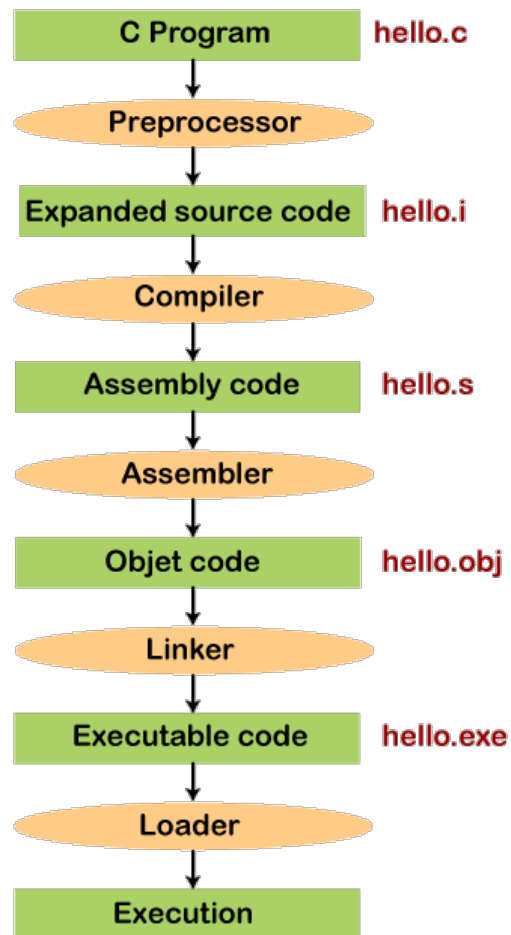 C Program hello.c
Preprocessor
Expanded source code hello.i
Compiler
Assembly code hello.s
Assembler
Objet code hello.obj
Linker
Executable code hello.exe
Loader
Execution